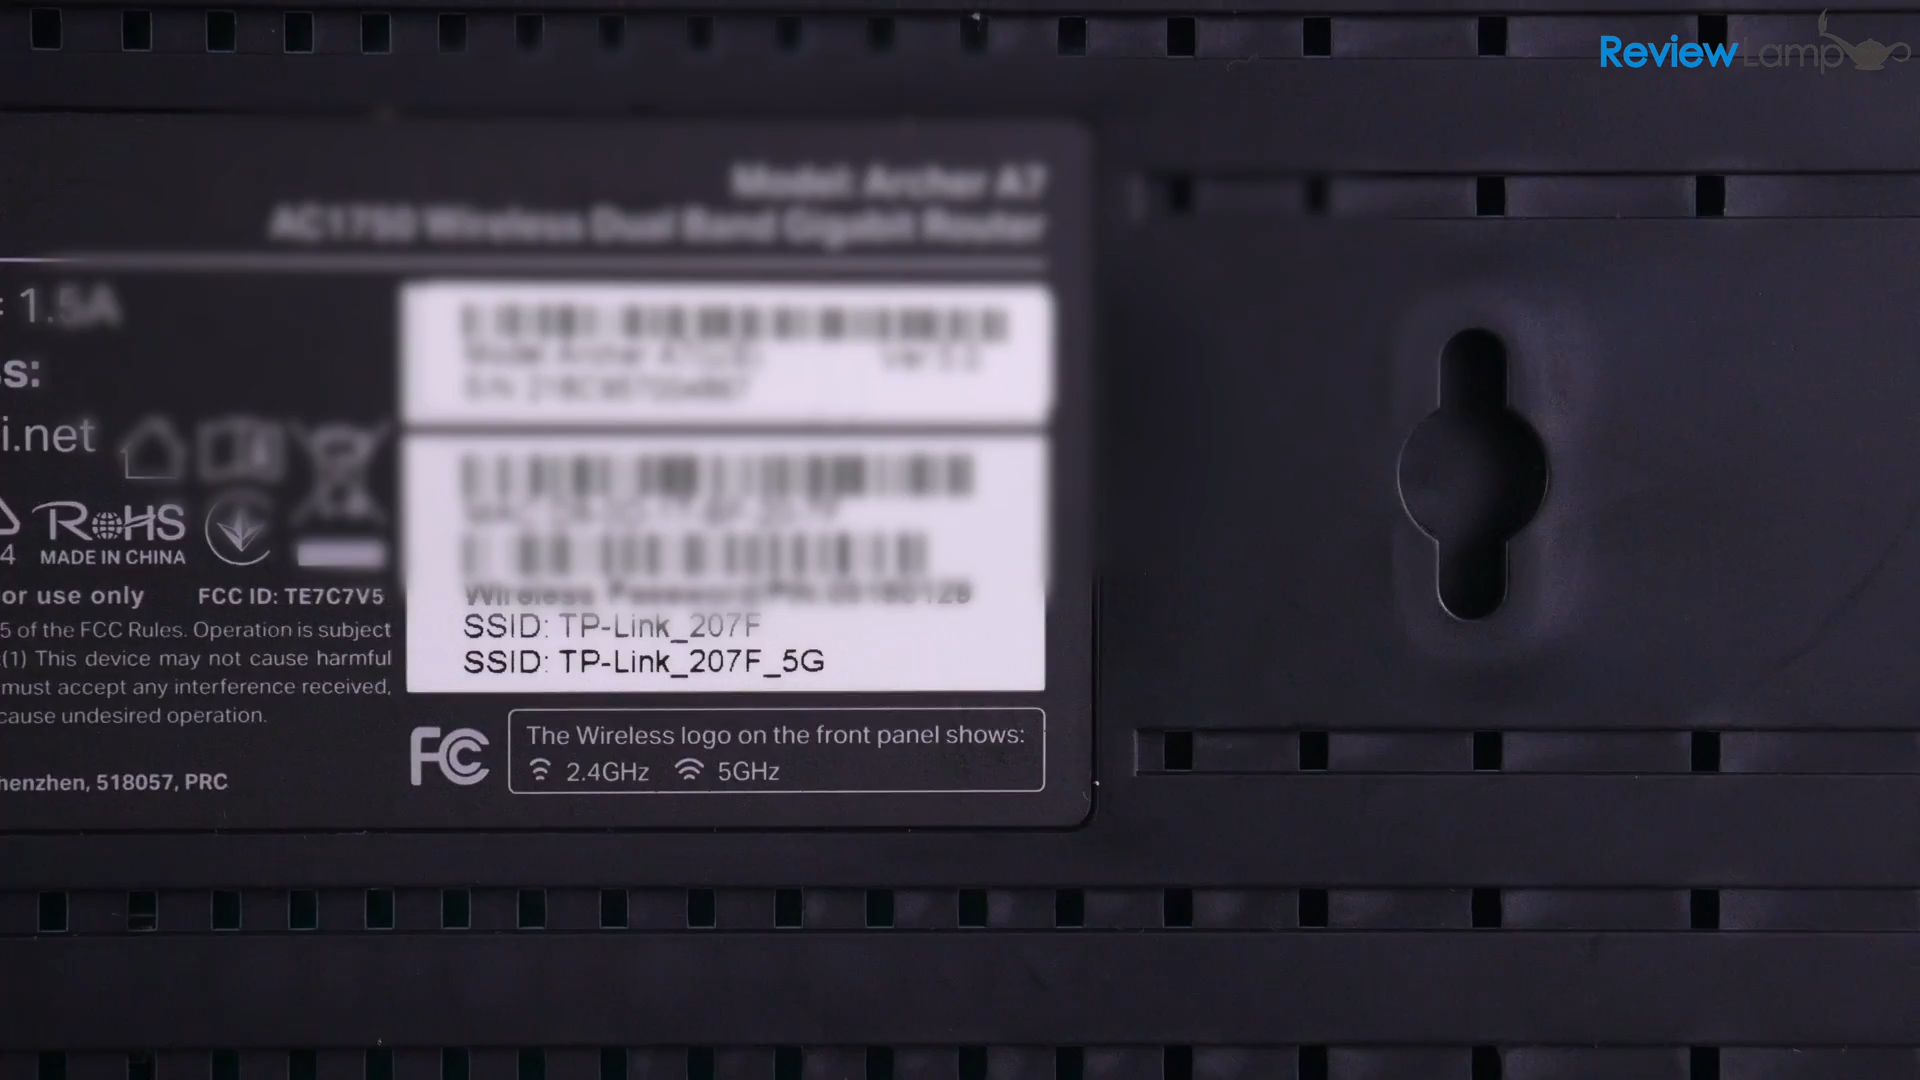 ReviewLamp
Model: Archer A7
AC1750 Wireless Dual Band Gigabit Router
: 1.5A
s:
i.net
RoHS
4 MADE IN CHINA
or use only FCC ID: TE7C7V5
5 of the FCC Rules. Operation is subject
(1) This device may not cause harmful
must accept any interference received,
cause undesired operation.
henzhen, 518057, PRC
SSID: TP-Link_207F
SSID: TP-Link_207F_5G
FC
The Wireless logo on the front panel shows:
2.4GHz 5GHz